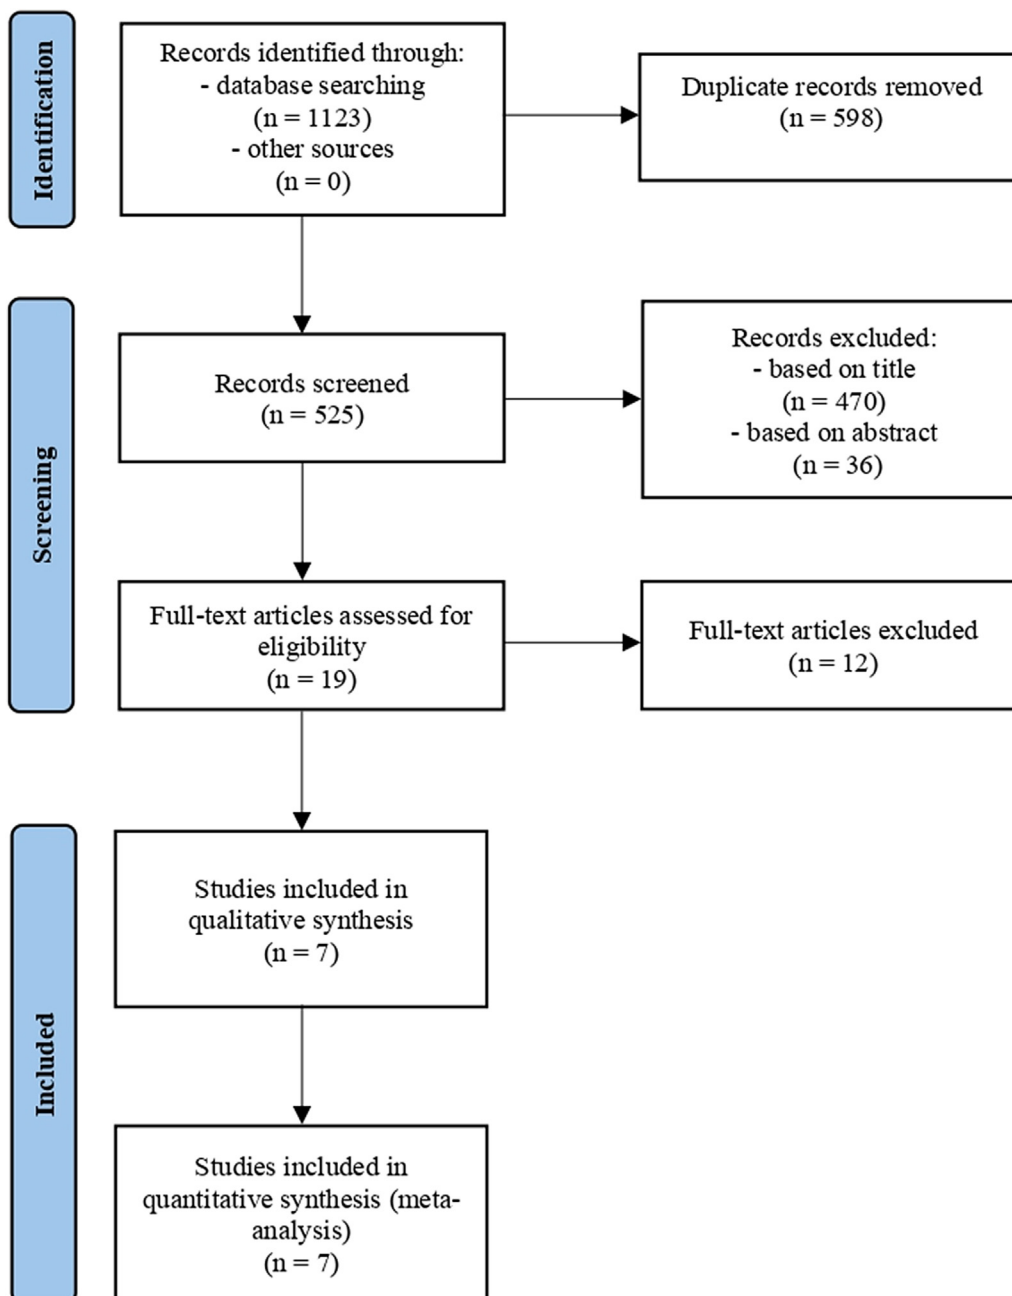 Identification
Records identified through:
- database searching
(n = 1123)
- other sources
(n = 0)
Duplicate records removed
(n = 598)
Screening
Records screened
(n = 525)
Records excluded:
- based on title
(n = 470)
- based on abstract
(n = 36)
Full-text articles assessed for
eligibility
(n = 19)
Full-text articles excluded
(n = 12)
Included
Studies included in
qualitative synthesis
(n = 7)
Studies included in
quantitative synthesis (meta-
analysis)
(n = 7)